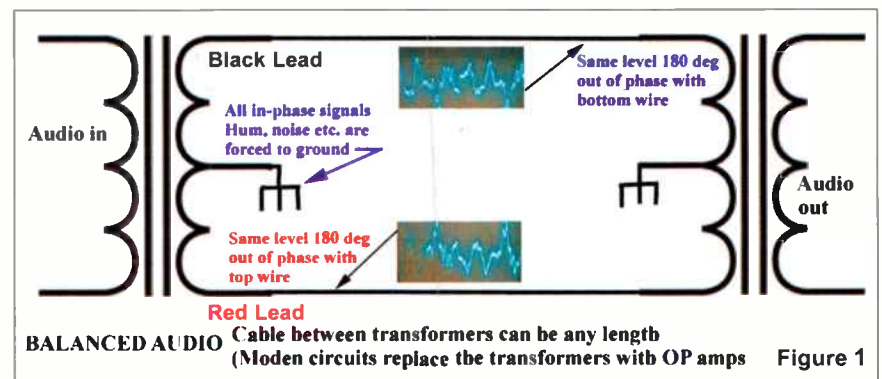 Black Lead
Same level 180 deg
out of phase with
bottom wire
All in-phase signals
Hum, noise etc. are
forced to ground
Audio in
Audio
out
Same level 180 deg
out of phase with
top wire
Red Lead
BALANCED AUDIO Cable between transformers can be any length
(Moden circuits replace the transformers with OP amps
Figure 1